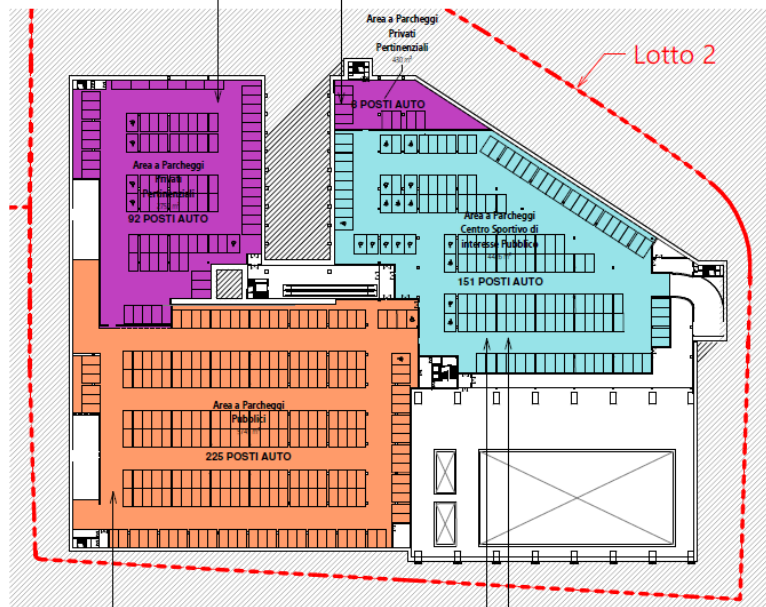 Area a Parcheggi
Privati
Pertinenziali
Lotto 2
8 POSTI AUTO
Area a Parcheggi
Privati
Pertinenziali
92 POSTI AUTO
Area a Parcheggi
Centro Sportivo di
interesse Pubblico
151 POSTI AUTO
Area a Parcheggi
Pubblici
225 POSTI AUTO